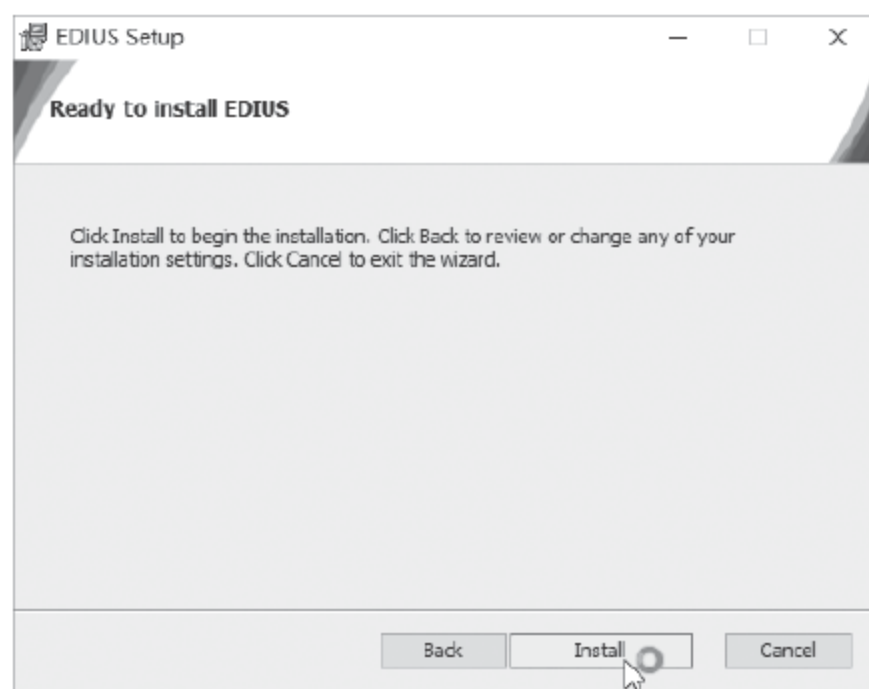 EDIUS Setup
Ready to install EDIUS
Click Install to begin the installation. Click Back to review or change any of your
installation settings. Click Cancel to exit the wizard.
Back Install Cancel